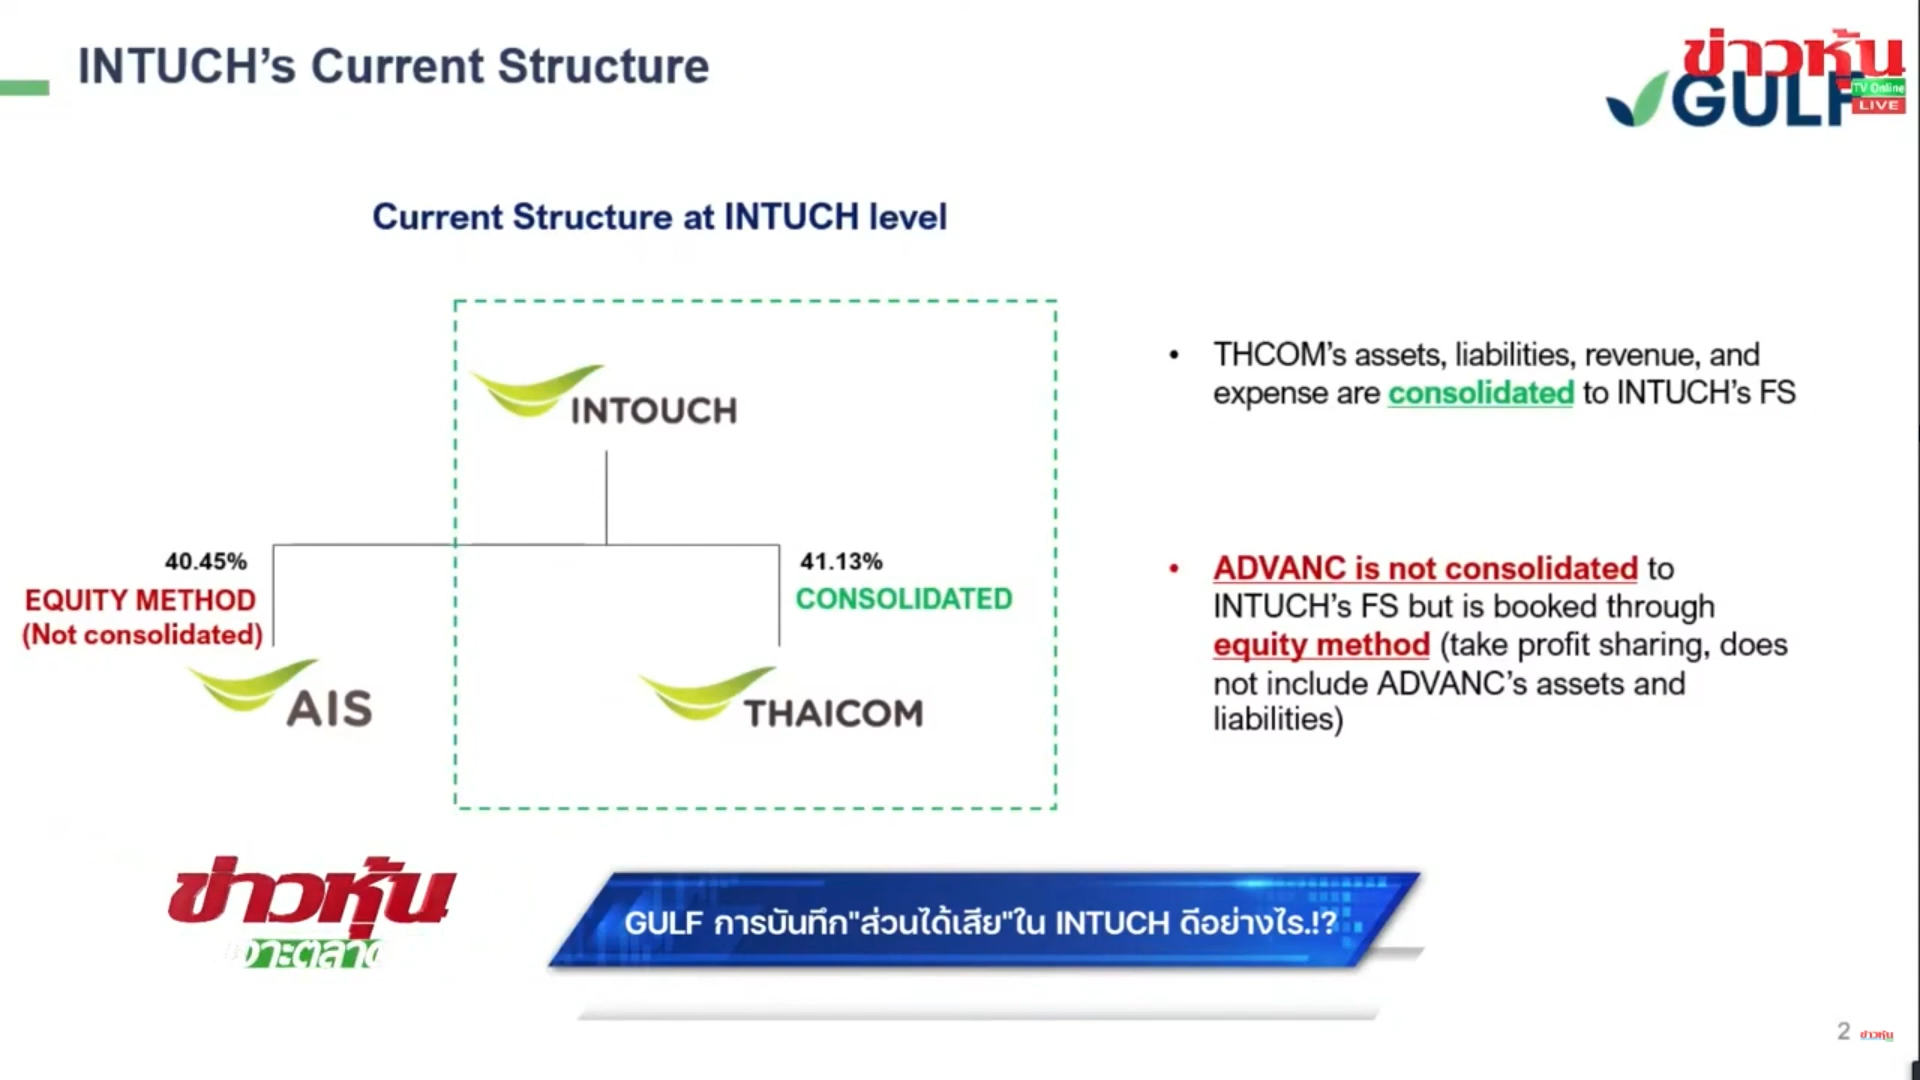 INTUCH's Current Structure
ข่าวหุ้น
TV Online
LIVE
GULF
Current Structure at INTUCH level
INTOUCH
40.45%
EQUITY METHOD
(Not consolidated)
41.13%
CONSOLIDATED
AIS
THAICOM
• THCOM's assets, liabilities, revenue, and
expense are consolidated to INTUCH's FS
• ADVANC is not consolidated to
INTUCH's FS but is booked through
equity method (take profit sharing, does
not include ADVANC's assets and
liabilities)
ข่าวหุ้น
เจาะตลาด
GULF การบันทึก"ส่วนได้เสีย"ใน INTUCH ดีอย่างไร.!?
2
ข่าวหุ้น